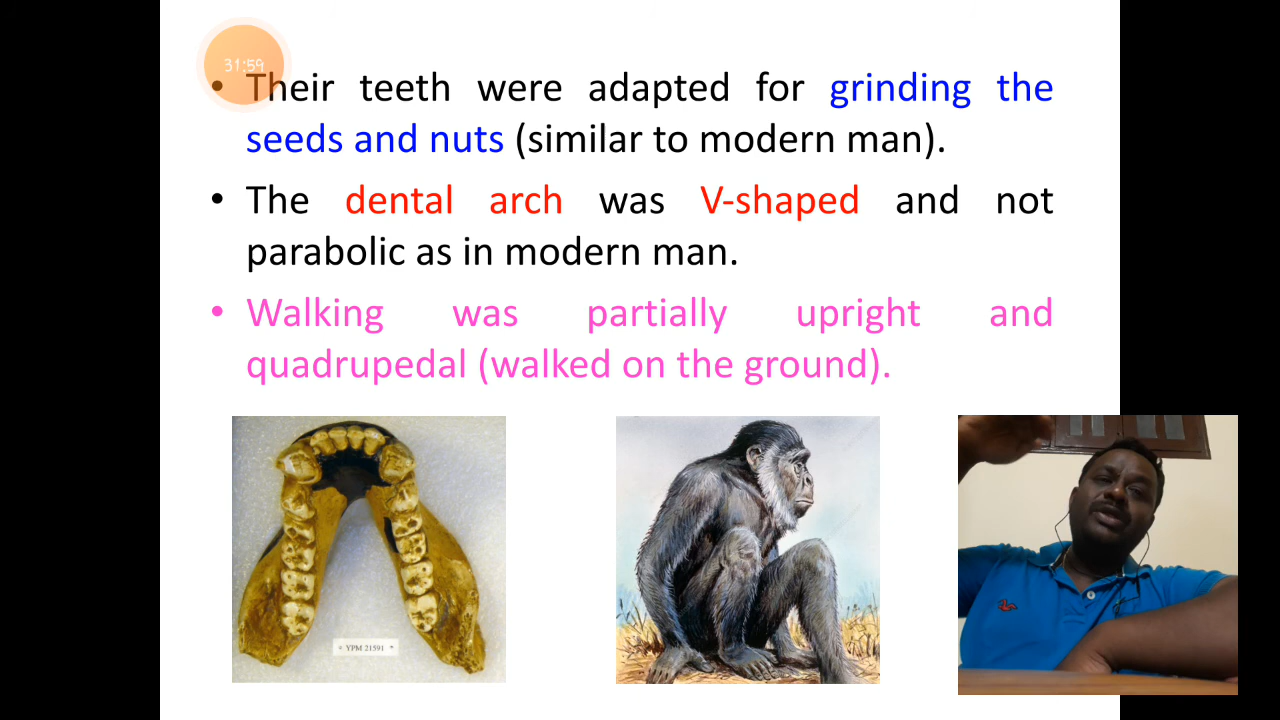 31:59
• Their teeth were adapted for grinding the
seeds and nuts (similar to modern man).
• The dental arch was V-shaped and not
parabolic as in modern man.
• Walking was partially upright and
quadrupedal (walked on the ground).
YPM 21591